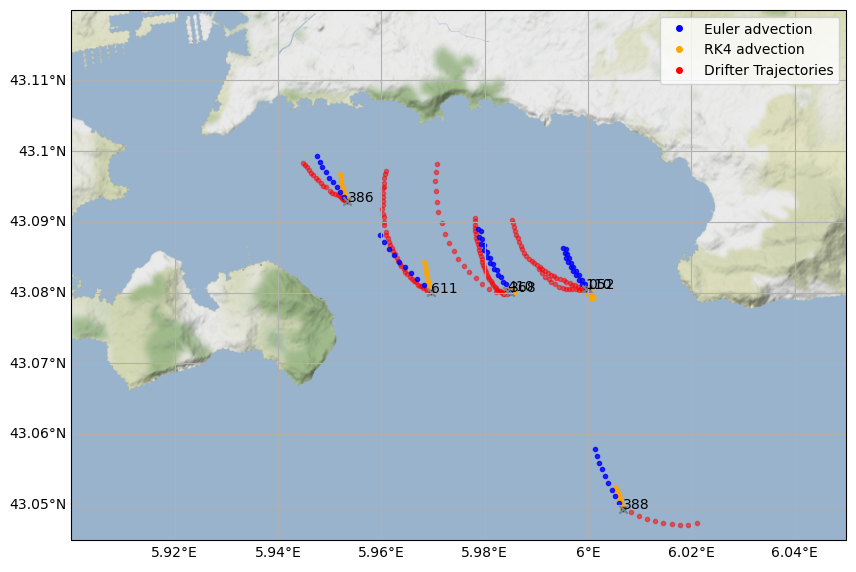 Euler advection
RK4 advection
Drifter Trajectories
43.11°N
43.1°N
43.09°N
43.08°N
43.07°N
43.06°N
43.05°N
386
611
368
388
5.92°E
5.94°E
5.96°E
5.98°E
6°E
6.02°E
6.04°E